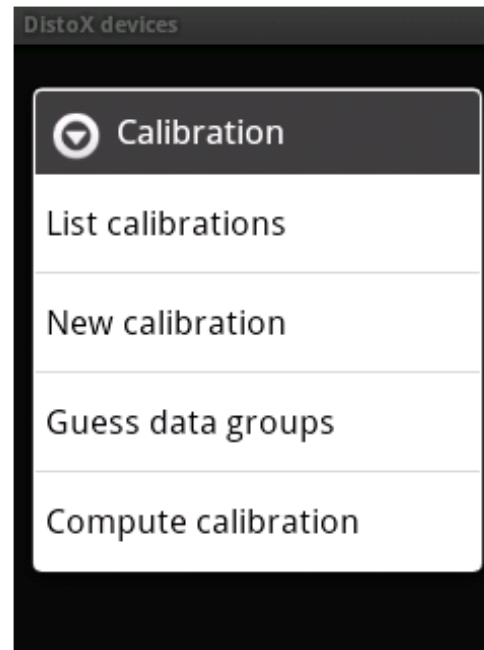 DistoX devices
Calibration
List calibrations
New calibration
Guess data groups
Compute calibration